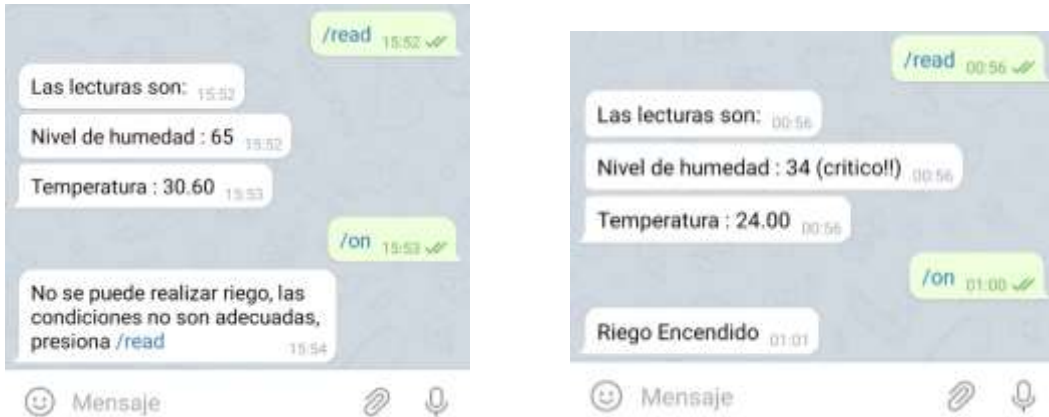 /read 15:52
Las lecturas son: 15:52
Nivel de humedad : 65 15:52
Temperatura : 30.60 15:53
/on 15:53
No se puede realizar riego, las
condiciones no son adecuadas,
presiona /read 15:54
Mensaje
/read 00:56
Las lecturas son: 00:56
Nivel de humedad : 34 (critico!!) 00:56
Temperatura : 24.00 00:56
/on 01:00
Riego Encendido 01:01
Mensaje